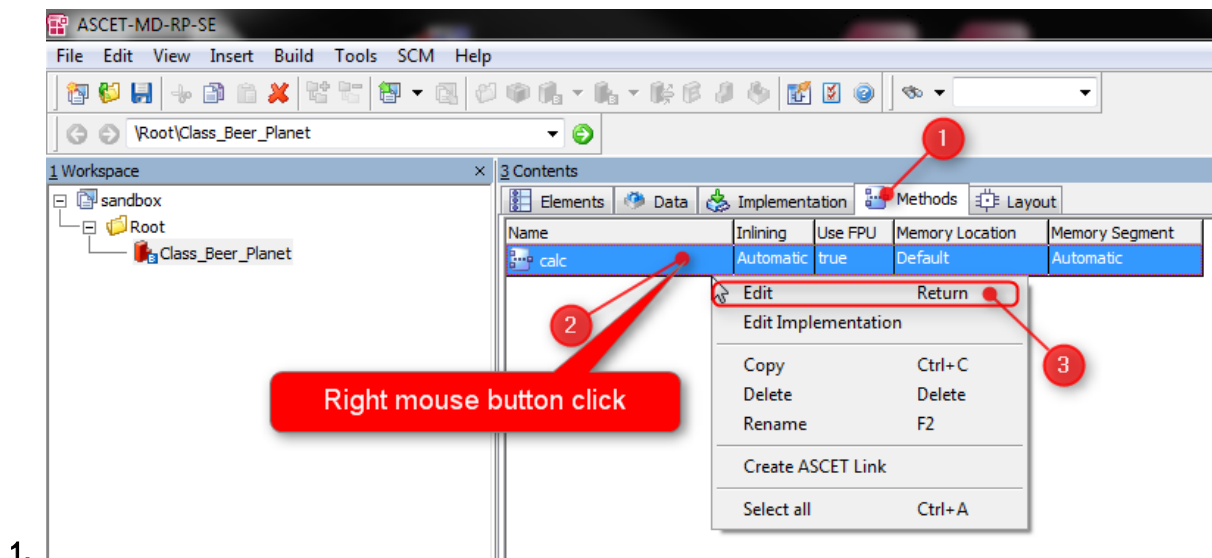 ASCET-MD-RP-SE
File Edit View Insert Build Tools SCM Help
\Root\Class_Beer_Planet
1
1 Workspace
3 Contents
sandbox
Root
Class_Beer_Planet
Elements Data Implementation Methods Layout
Name Inlining Use FPU Memory Location Memory Segment
calc Automatic true Default Automatic
Edit Return
2
Edit Implementation
Copy Ctrl+C
3
Right mouse button click
Delete Delete
Rename F2
Create ASCET Link
Select all Ctrl+A
1.